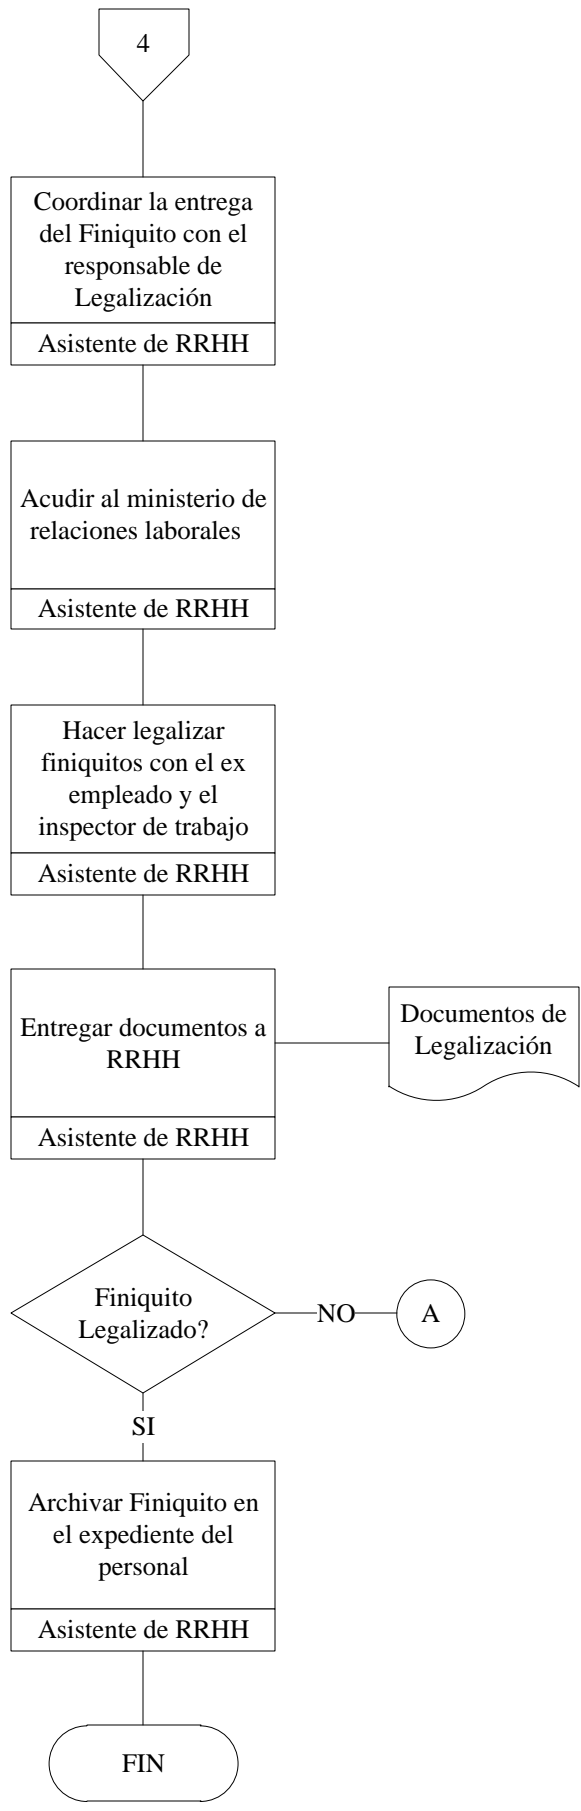 4
Coordinar la entrega
del Finiquito con el
responsable de
Legalización
Asistente de RRHH
Acudir al ministerio de
relaciones laborales
Asistente de RRHH
Hacer legalizar
finiquitos con el ex
empleado y el
inspector de trabajo
Asistente de RRHH
Entregar documentos a
RRHH
Asistente de RRHH
Documentos de
Legalización
Finiquito
Legalizado?
NO
A
SI
Archivar Finiquito en
el expediente del
personal
Asistente de RRHH
FIN